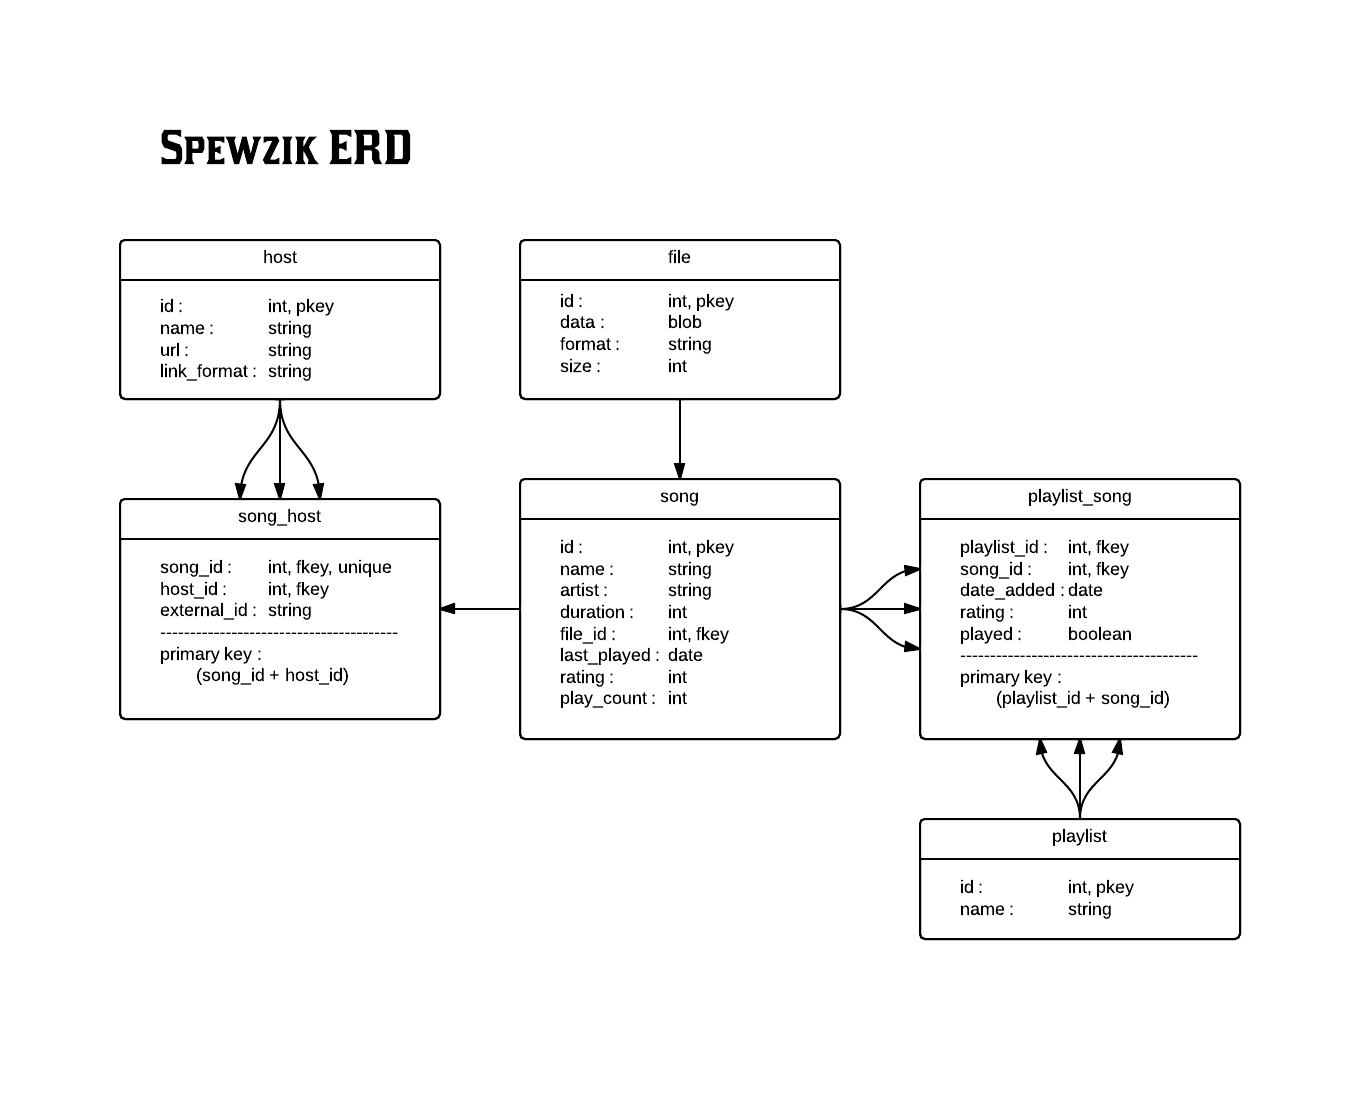 Spewzik ERD
host
id : int, pkey
name : string
url : string
link_format : string
file
id : int, pkey
data : blob
format : string
size : int
song_host
song_id : int, fkey, unique
host_id : int, fkey
external_id : string
----------------------------------------
primary key :
(song_id + host_id)
song
id : int, pkey
name : string
artist : string
duration : int
file_id : int, fkey
last_played : date
rating : int
play_count : int
playlist_song
playlist_id : int, fkey
song_id : int, fkey
date_added : date
rating : int
played : boolean
----------------------------------------
primary key :
(playlist_id + song_id)
playlist
id : int, pkey
name : string